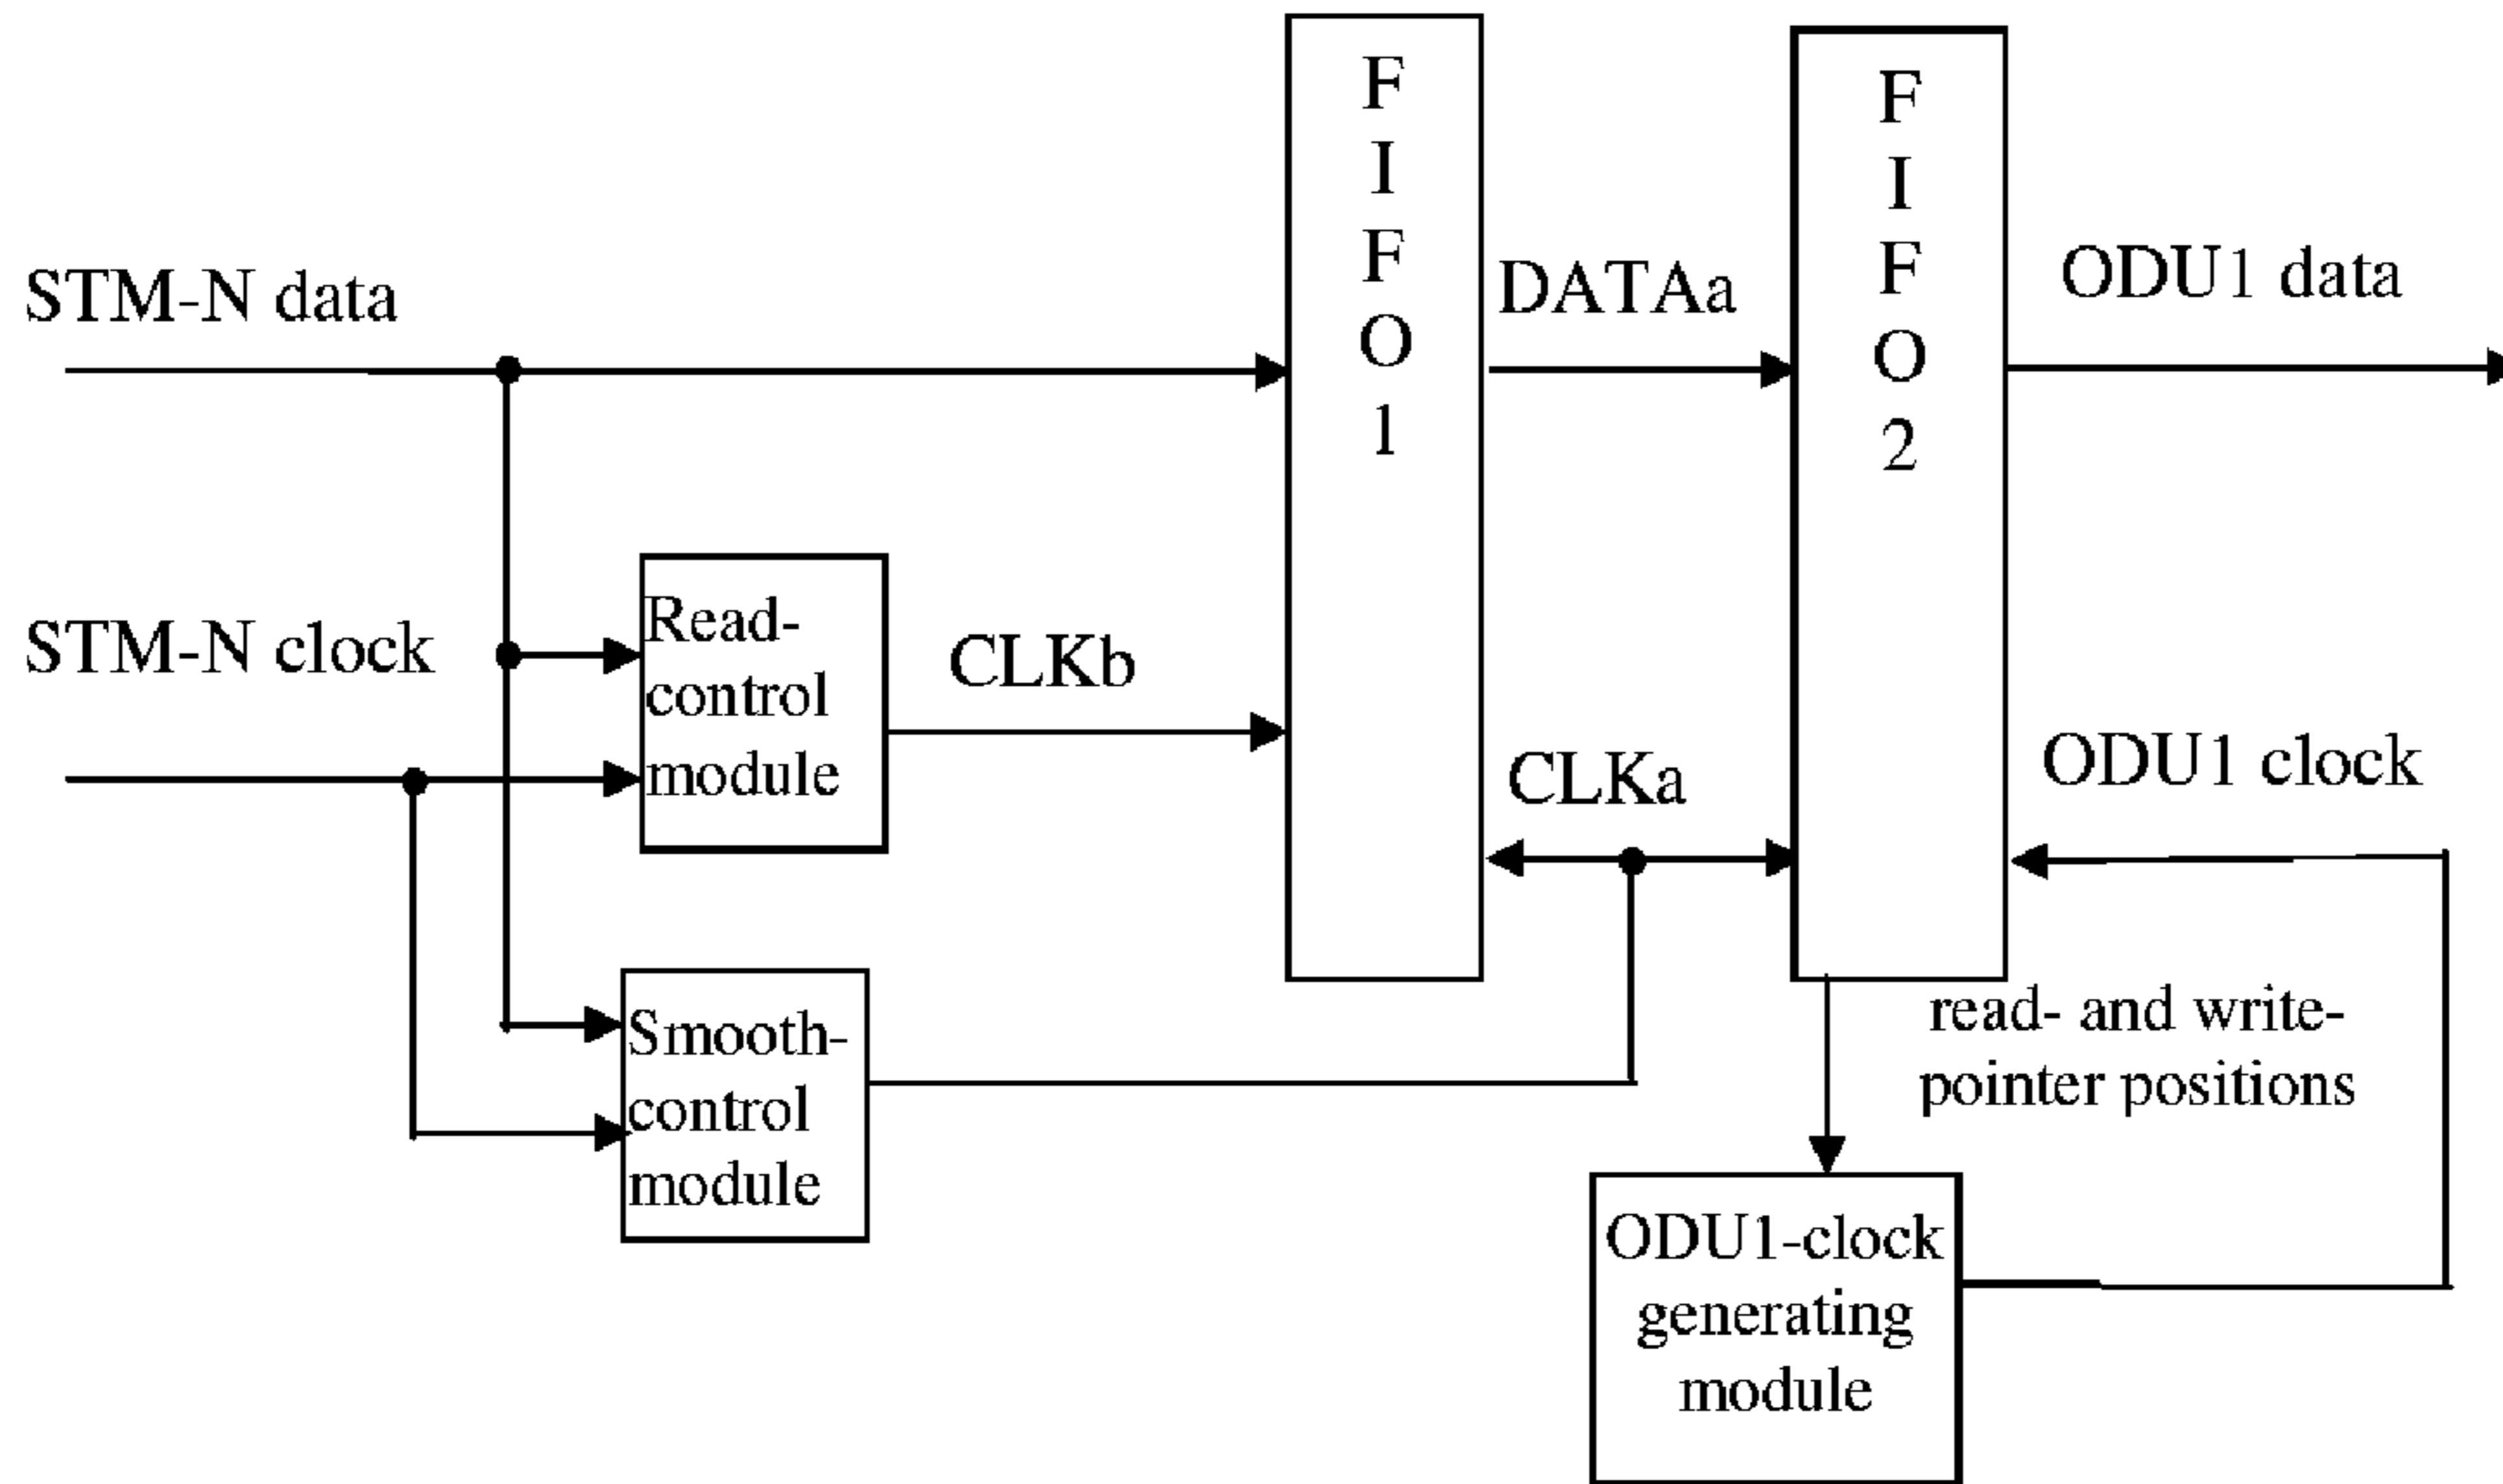 F
I
F
O
1
F
I
F
O
2
STM-N data
DATAa
ODU1 data
STM-N clock
Read-
control
module
CLKb
CLKa
ODU1 clock
Smooth-
control
module
read- and write-
pointer positions
ODU1-clock
generating
module